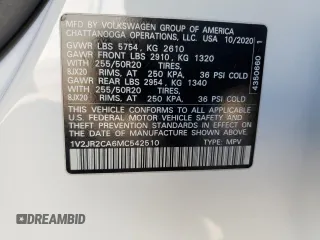 MFD BY VOLKSWAGEN GROUP OF AMERICA
CHATTANOOGA OPERATIONS, LLC. USA 10/2020
GVWR LBS 5754 , KG 2610
GAWR FRONT LBS 2910 , KG 1320
WITH 255/50R20 TIRES,
8JX20 RIMS, AT 250 KPA, 36 PSI COLD
GAWR REAR LBS 2954 , KG 1340
WITH 255/50R20 TIRES,
8JX20 RIMS, AT 250 KPA, 36 PSI COLD
THIS VEHICLE CONFORMS TO ALL APPLICABLE
FEDERAL MOTOR VEHICLE SAFETY STANDARDS
IN EFFECT ON THE DATE OF MANUFACTURE
SHOWN ABOVE.
1V2JR2CA6MC542510 TYPE: MPV
4350680
DREAMBID